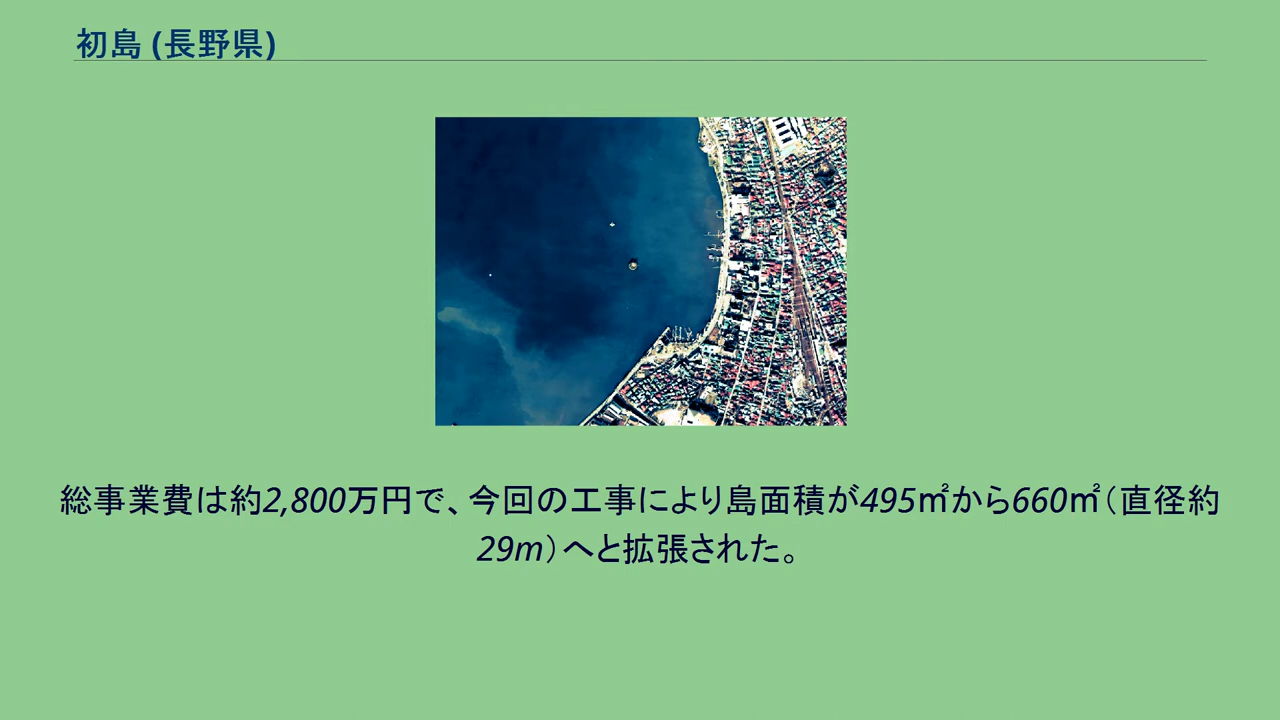 初島 (長野県)
総事業費は約2,800万円で、今回の工事により島面積が495㎡から660㎡（直径約
29m）へと拡張された。